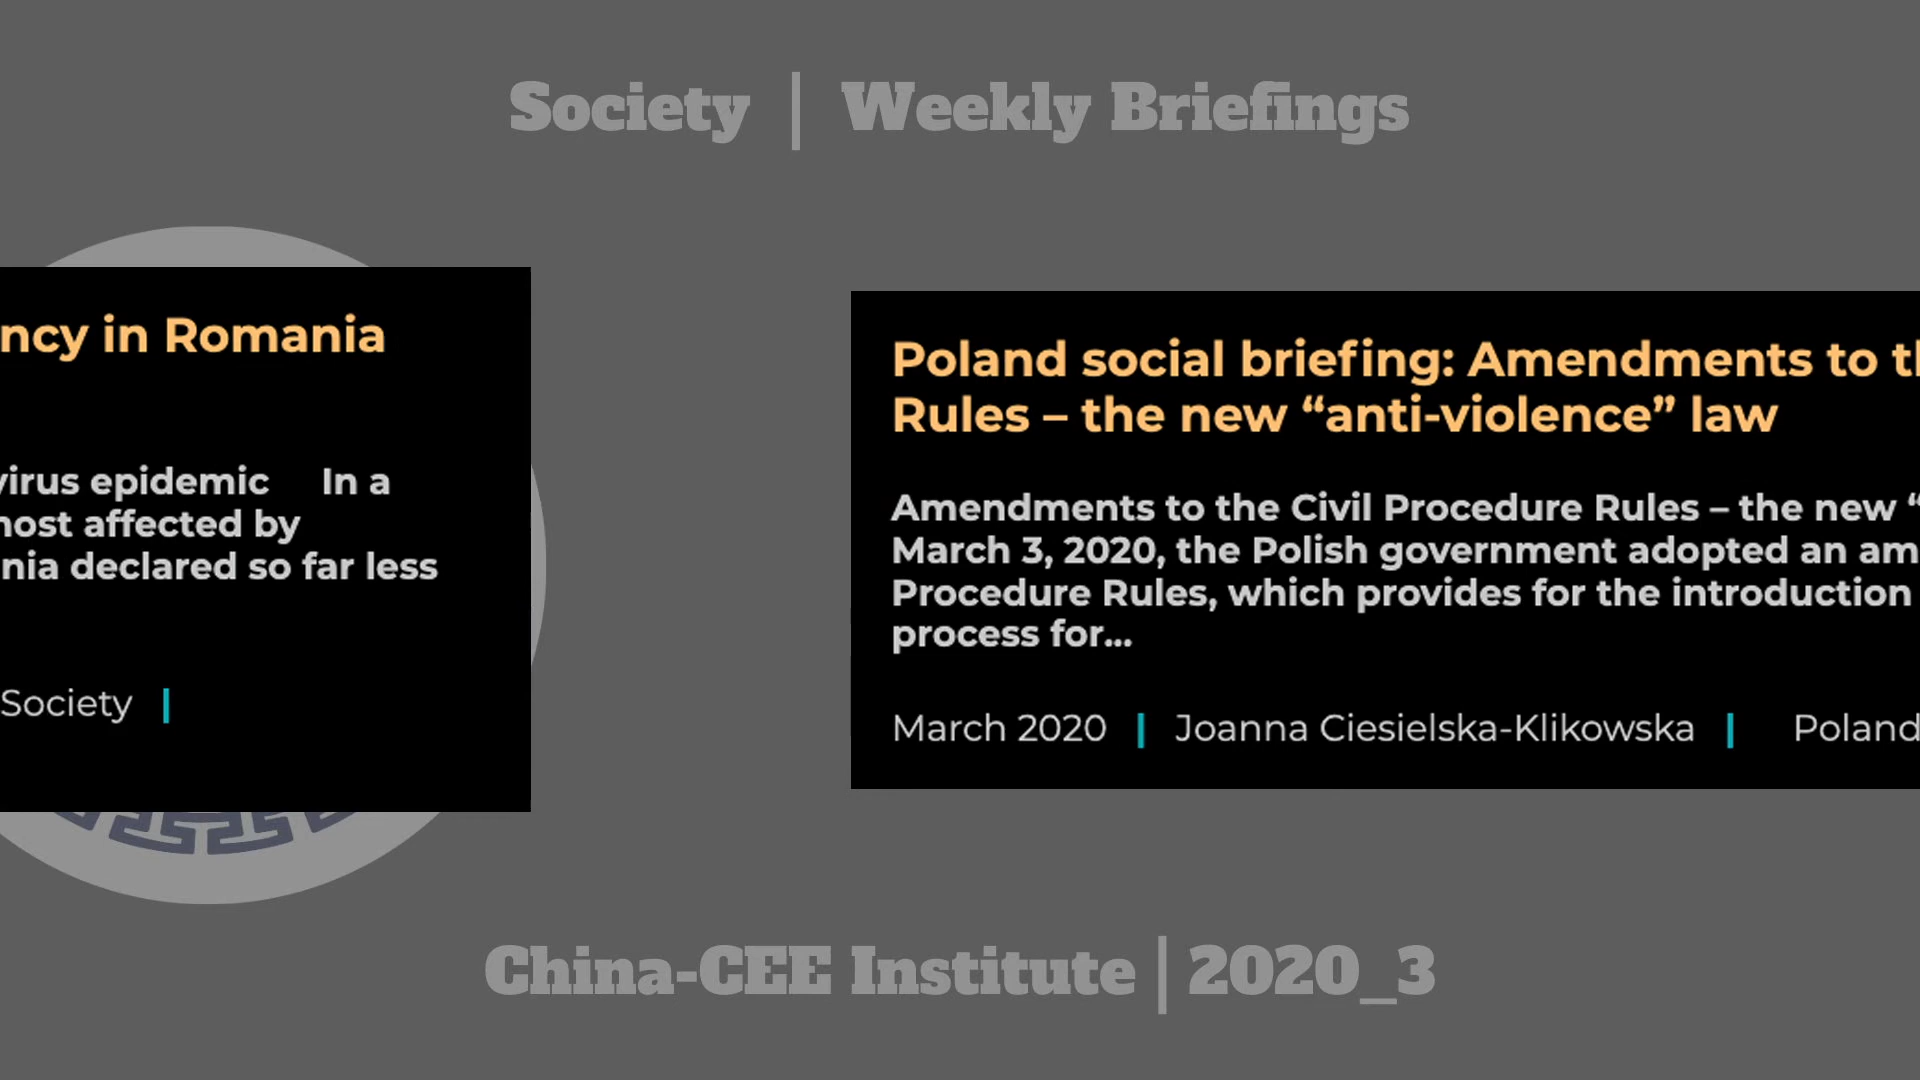 Society | Weekly Briefings
ncy in Romania
virus epidemic In a
most affected by
nia declared so far less
Society |
Poland social briefing: Amendments to th
Rules – the new “anti-violence” law
Amendments to the Civil Procedure Rules – the new “
March 3, 2020, the Polish government adopted an am
Procedure Rules, which provides for the introduction
process for...
March 2020 | Joanna Ciesielska-Klikowska | Poland
China-CEE Institute | 2020_3